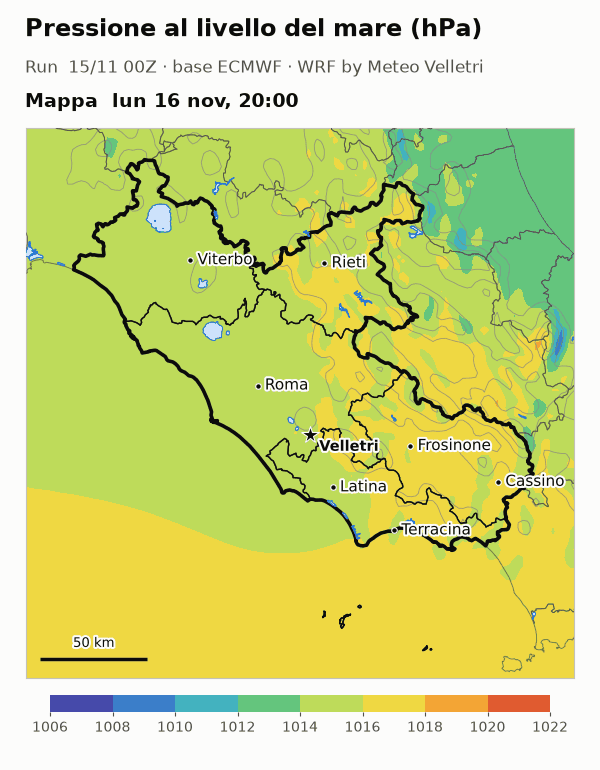 Pressione al livello del mare (hPa)
Run  15/11 00Z · base ECMWF · WRF by Meteo Velletri
Mappa  lun 16 nov, 20:00
Viterbo
Rieti
Roma
Velletri
Frosinone
Cassino
Latina
Terracina
50 km
1006 1008 1010 1012 1014 1016 1018 1020 1022